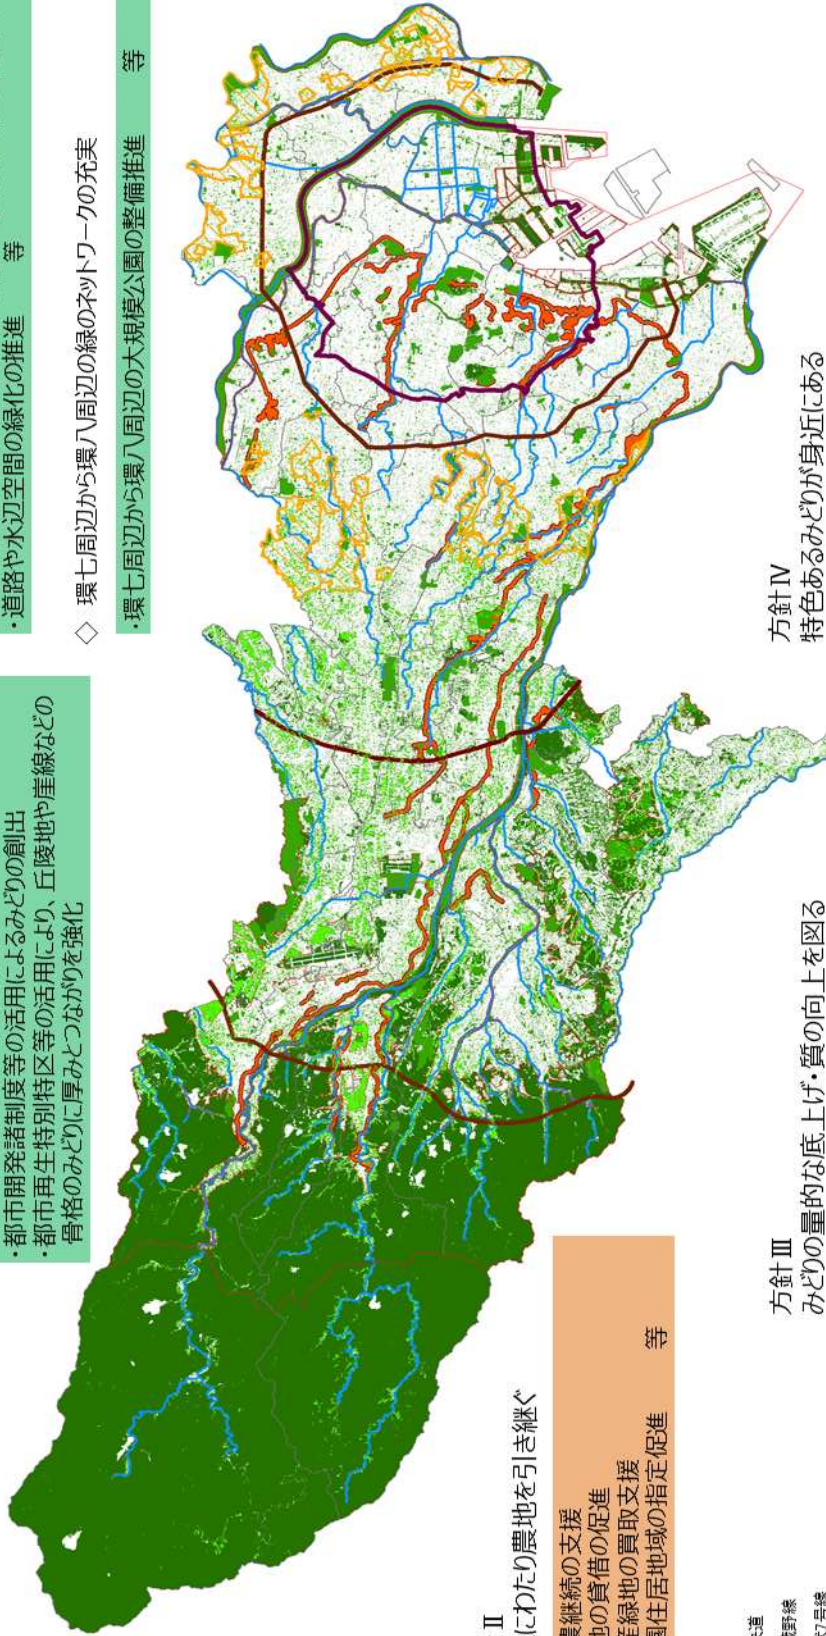 ・都市開発諸制度等の活用によるみどりの創出
・都市再生特別特区等の活用により、丘陵地や崖線などの
骨格のみどりに厚みとつながりを強化
・道路や水辺空間の緑化の推進 等
◇ 環七周辺から環八周辺の緑のネットワークの充実
・環七周辺から環八周辺の大規模公園の整備推進 等
Ⅱ
にわたり農地を引き継ぐ
農継続の支援
地の貸借の促進
産緑地の買取支援
園住居地域の指定促進 等
方針Ⅲ
みどりの量的な底上げ・質の向上を図る
方針Ⅳ
特色あるみどりが身近にある
道
野線
7号線